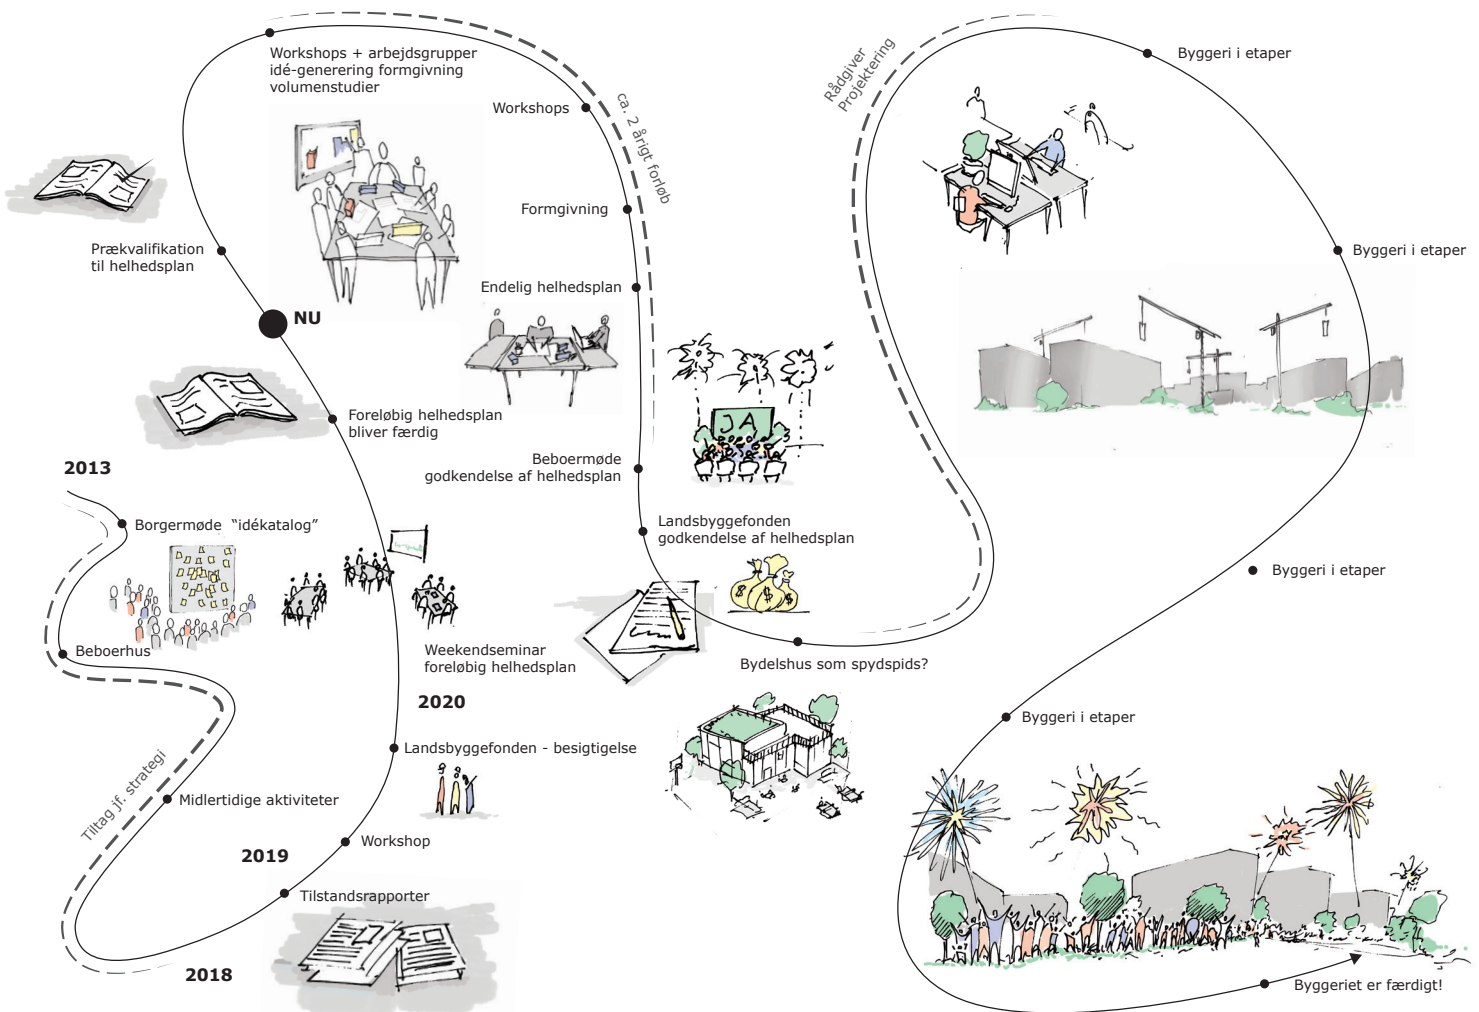 2013
Borgermøde “idékatalog”
Beboerhus
Tiltag jf. strategi
Midlertidige aktiviteter
2018
Tilstandsrapporter
2019
Workshop
Landsbyggefonden - besigtigelse
2020
Weekendseminar
foreløbig helhedsplan
Foreløbig helhedsplan
bliver færdig
NU
Prækvalifikation
til helhedsplan
Workshops + arbejdsgrupper
idé-generering formgivning
volumenstudier
ca. 2 årigt forløb
Workshops
Formgivning
Endelig helhedsplan
Beboermøde
godkendelse af helhedsplan
JA
Landsbyggefonden
godkendelse af helhedsplan
$ $ $
Bydelshus som spydspids?
Rådgiver
Projektering
Byggeri i etaper
Byggeri i etaper
Byggeri i etaper
Byggeri i etaper
Byggeriet er færdigt!